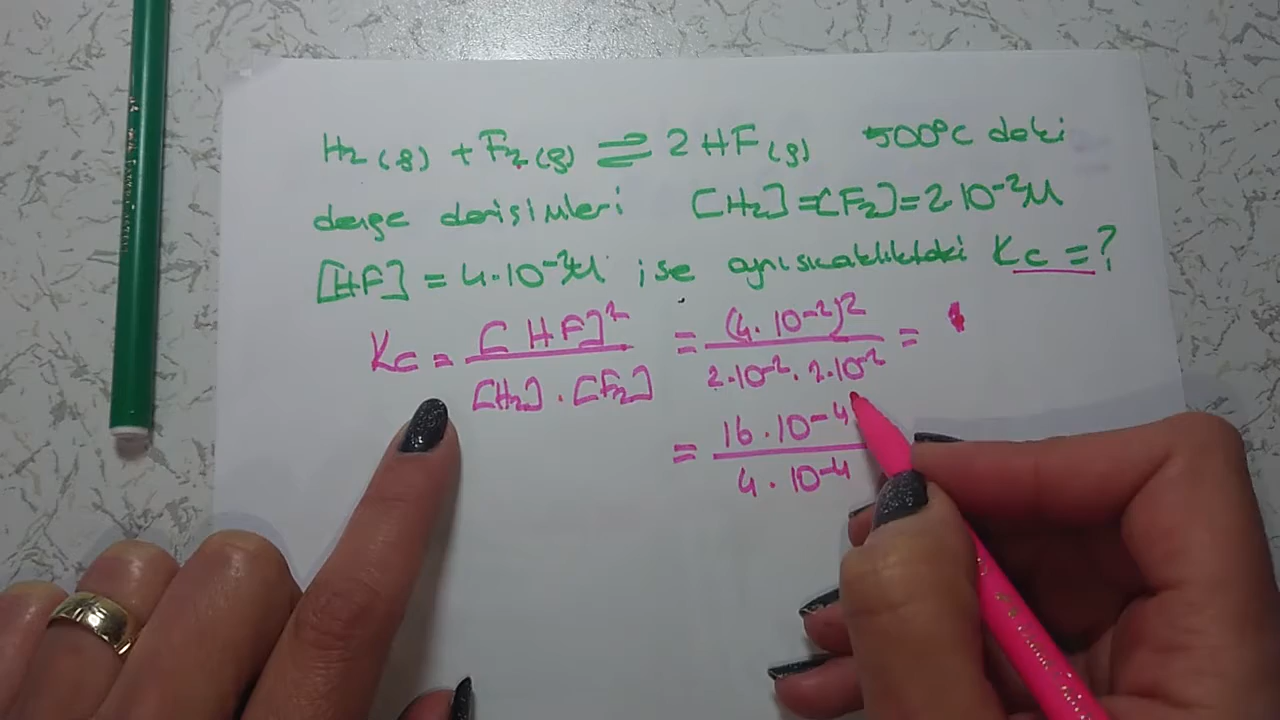 H₂(g) + F₂(g) ⇌ 2HF(g) 500°C deki
denge derişimleri [H₂]=[F₂]=2.10⁻²M
[HF] = 4.10⁻²M ise aynı sıcaklıktaki Kc = ?
Kc = [HF]² / [H₂].[F₂] = (4.10⁻²)² / 2.10⁻².2.10⁻² =
= 16.10⁻⁴ / 4.10⁻⁴